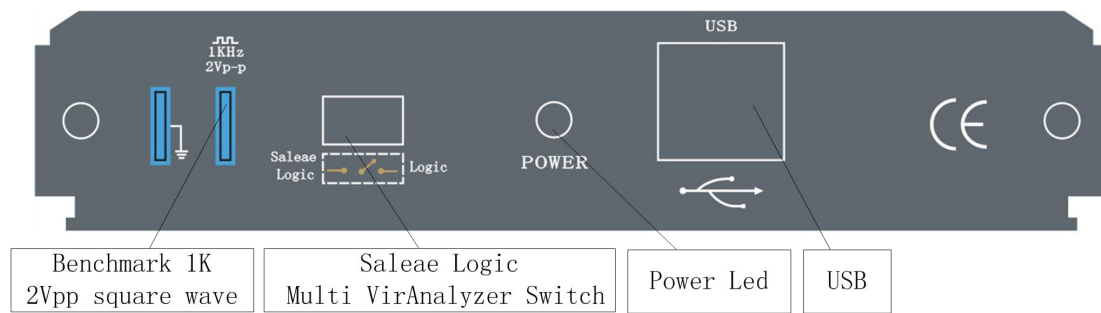 USB
1KHz
2Vp-p
Saleae
Logic
Logic
POWER
CE
Benchmark 1K
2Vpp square wave
Saleae Logic
Multi VirAnalyzer Switch
Power Led
USB